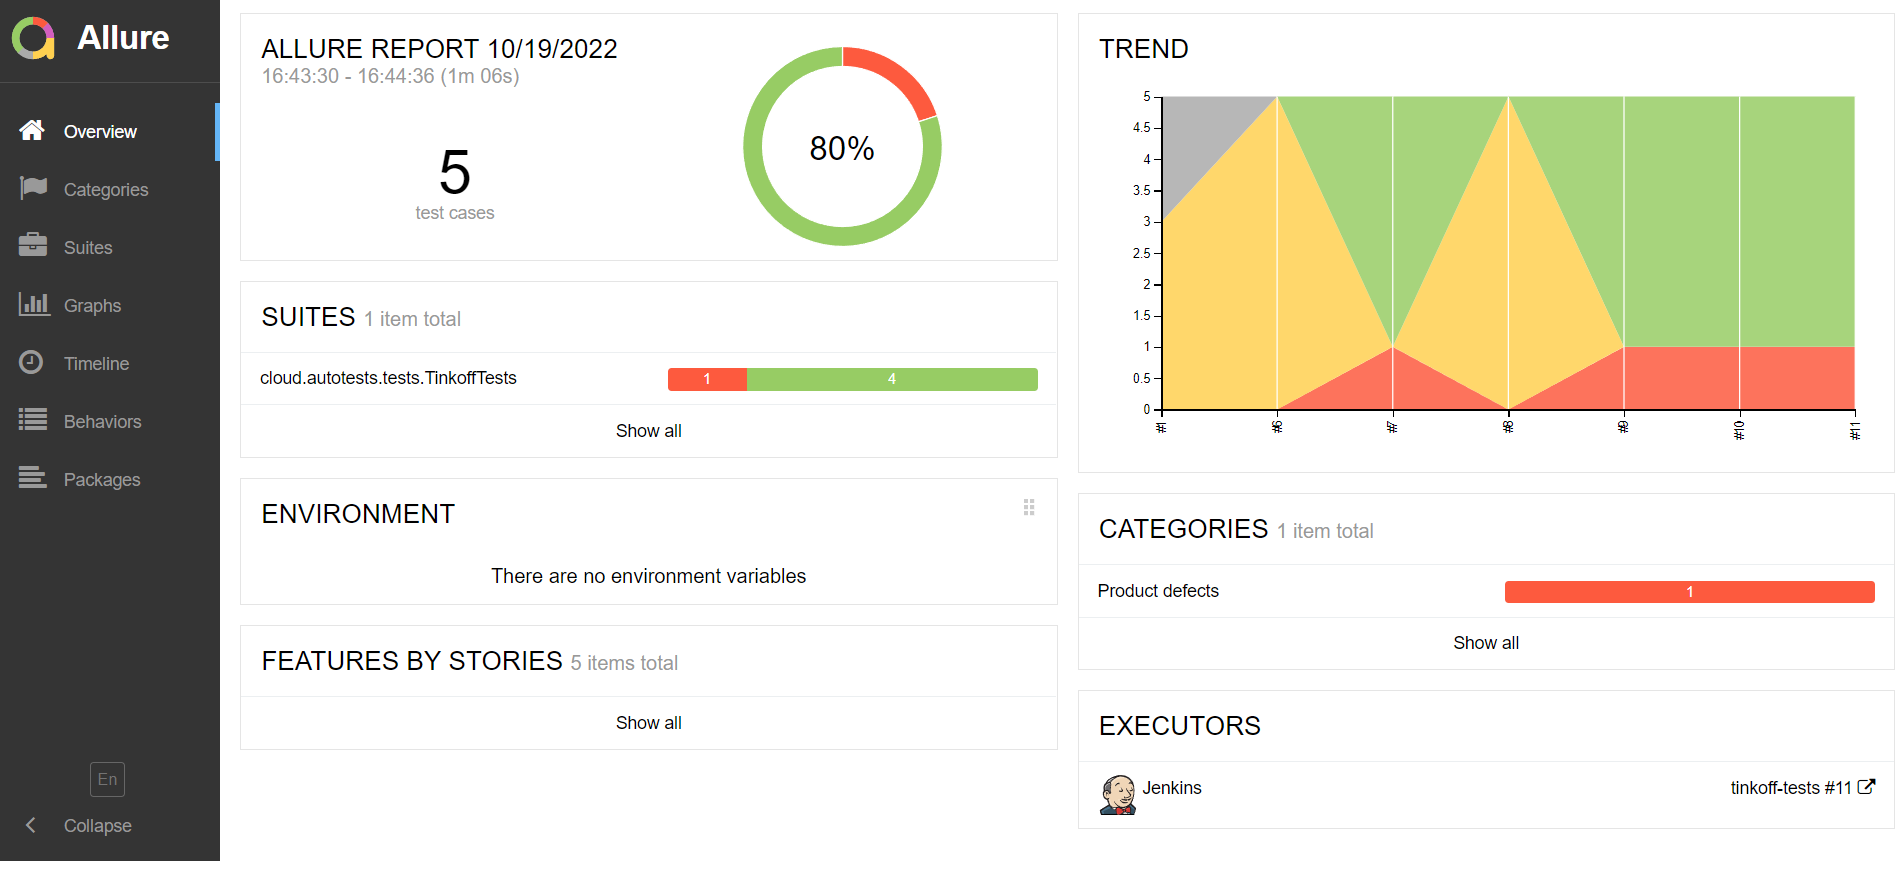 Allure
Overview
Categories
Suites
Graphs
Timeline
Behaviors
Packages
En
Collapse
ALLURE REPORT 10/19/2022
16:43:30 - 16:44:36 (1m 06s)
5
test cases
80%
SUITES 1 item total
cloud.autotests.tests.TinkoffTests 1 4
Show all
ENVIRONMENT
There are no environment variables
FEATURES BY STORIES 5 items total
Show all
TREND
5
4.5
4
3.5
3
2.5
2
1.5
1
0.5
0
#1 #6 #7 #8 #9 #10 #11
CATEGORIES 1 item total
Product defects 1
Show all
EXECUTORS
Jenkins tinkoff-tests #11